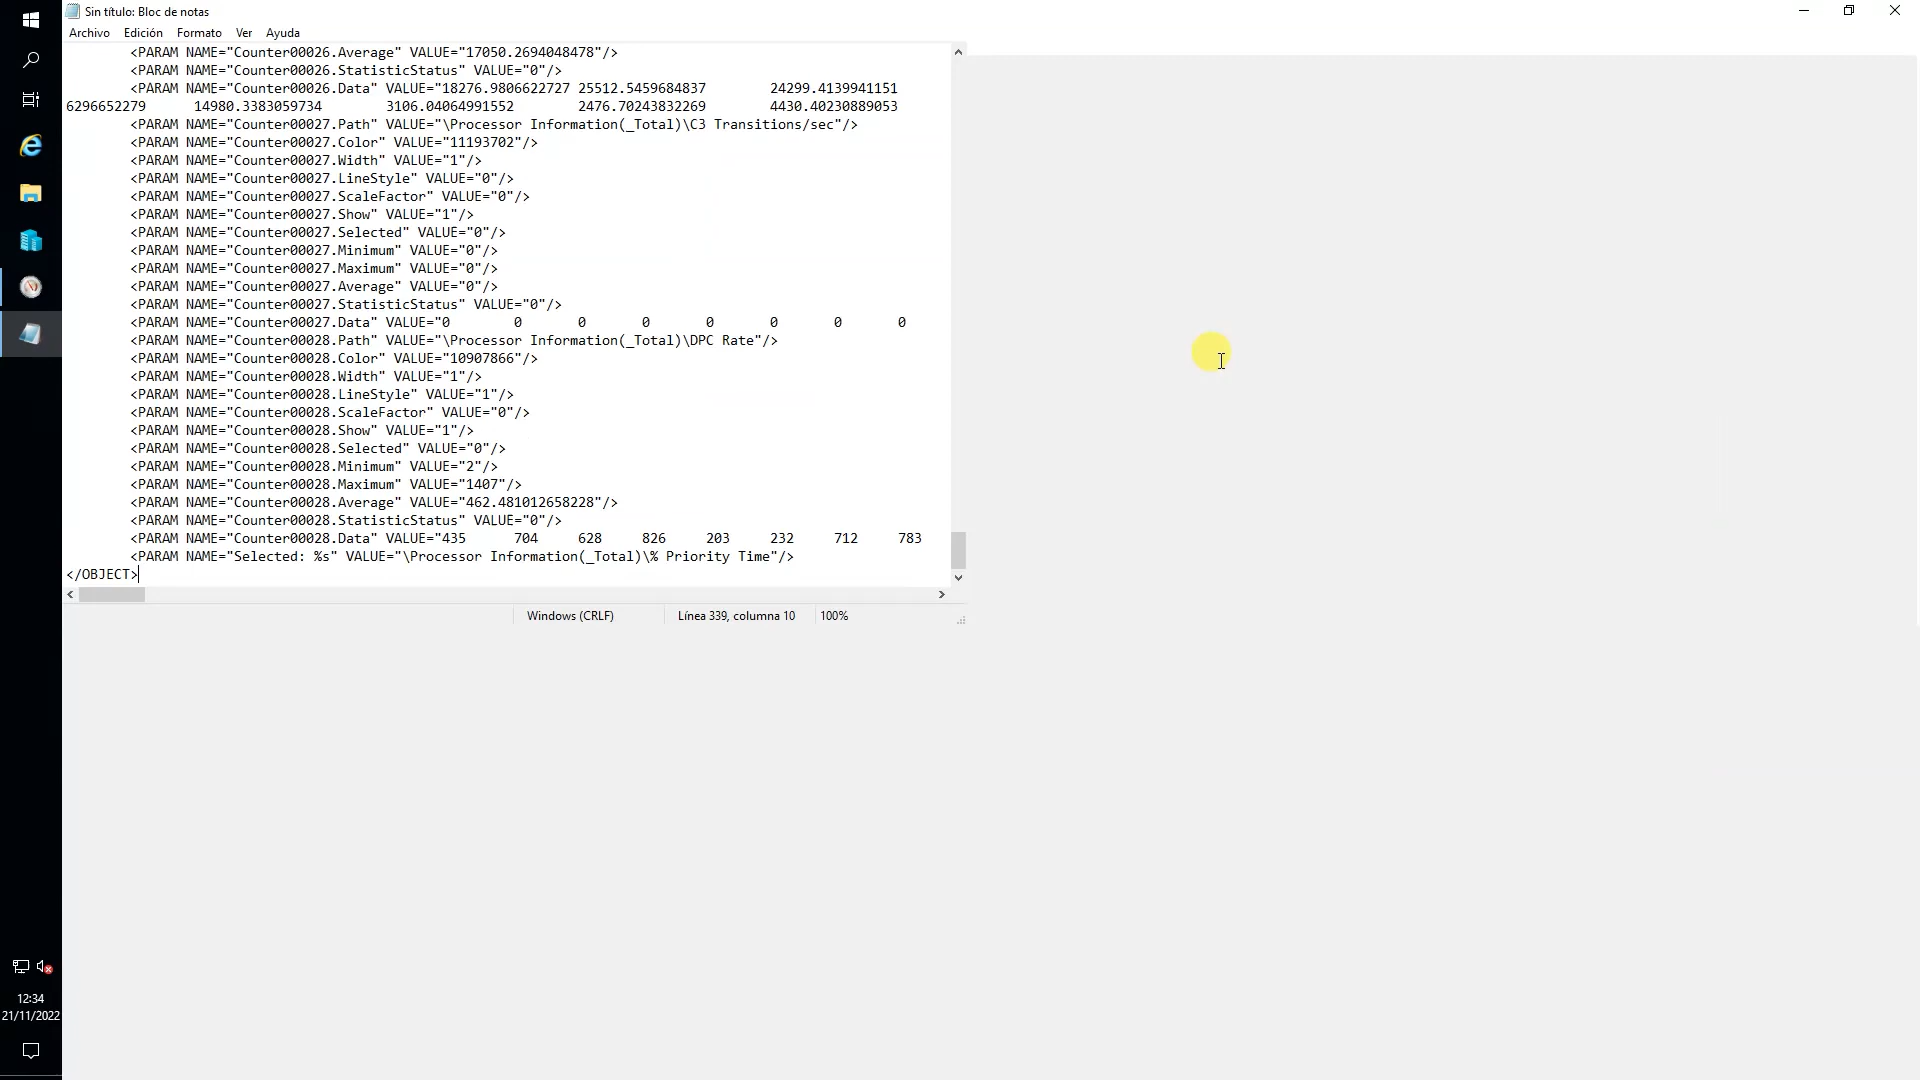 Sin título: Bloc de notas
Archivo Edición Formato Ver Ayuda
<PARAM NAME="Counter00026.Average" VALUE="17050.2694048478"/>
<PARAM NAME="Counter00026.StatisticStatus" VALUE="0"/>
<PARAM NAME="Counter00026.Data" VALUE="18276.9806622727 25512.5459684837 24299.4139941151
6296652279 14980.3383059734 3106.04064991552 2476.70243832269 4430.40230889053
<PARAM NAME="Counter00027.Path" VALUE="\Processor Information(_Total)\C3 Transitions/sec"/>
<PARAM NAME="Counter00027.Color" VALUE="11193702"/>
<PARAM NAME="Counter00027.Width" VALUE="1"/>
<PARAM NAME="Counter00027.LineStyle" VALUE="0"/>
<PARAM NAME="Counter00027.ScaleFactor" VALUE="0"/>
<PARAM NAME="Counter00027.Show" VALUE="1"/>
<PARAM NAME="Counter00027.Selected" VALUE="0"/>
<PARAM NAME="Counter00027.Minimum" VALUE="0"/>
<PARAM NAME="Counter00027.Maximum" VALUE="0"/>
<PARAM NAME="Counter00027.Average" VALUE="0"/>
<PARAM NAME="Counter00027.StatisticStatus" VALUE="0"/>
<PARAM NAME="Counter00027.Data" VALUE="0 0 0 0 0 0 0 0
<PARAM NAME="Counter00028.Path" VALUE="\Processor Information(_Total)\DPC Rate"/>
<PARAM NAME="Counter00028.Color" VALUE="10907866"/>
<PARAM NAME="Counter00028.Width" VALUE="1"/>
<PARAM NAME="Counter00028.LineStyle" VALUE="1"/>
<PARAM NAME="Counter00028.ScaleFactor" VALUE="0"/>
<PARAM NAME="Counter00028.Show" VALUE="1"/>
<PARAM NAME="Counter00028.Selected" VALUE="0"/>
<PARAM NAME="Counter00028.Minimum" VALUE="2"/>
<PARAM NAME="Counter00028.Maximum" VALUE="1407"/>
<PARAM NAME="Counter00028.Average" VALUE="462.481012658228"/>
<PARAM NAME="Counter00028.StatisticStatus" VALUE="0"/>
<PARAM NAME="Counter00028.Data" VALUE="435 704 628 826 203 232 712 783
<PARAM NAME="Selected: %s" VALUE="\Processor Information(_Total)\% Priority Time"/>
</OBJECT>
Windows (CRLF) Línea 339, columna 10 100%
12:34
21/11/2022